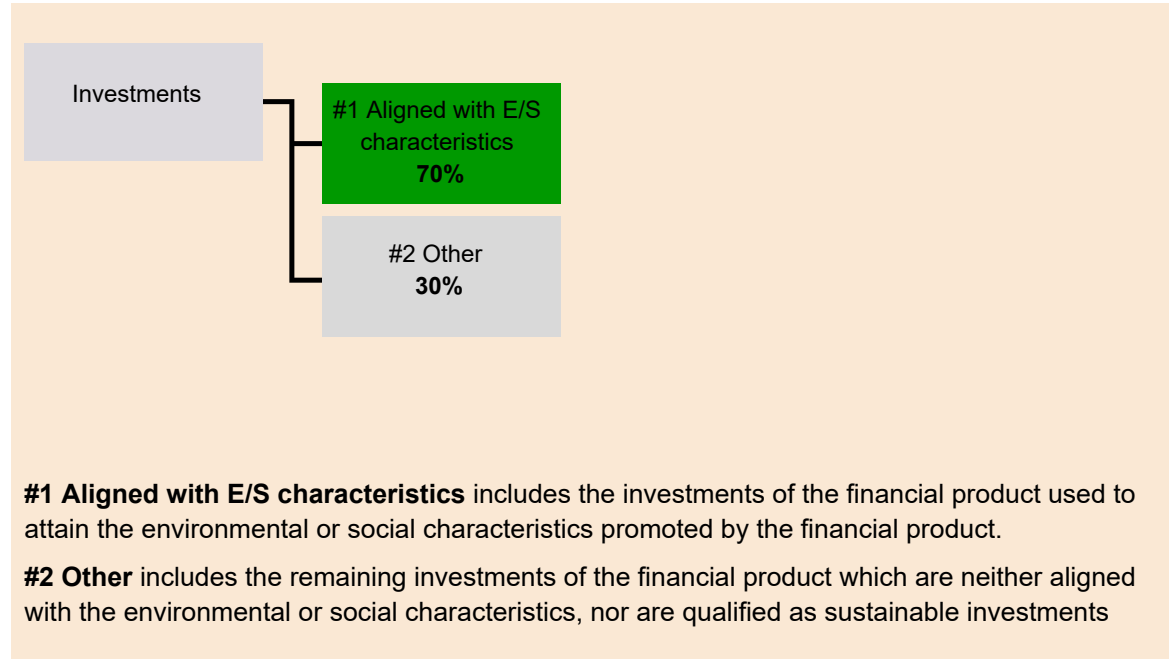 Investments
#1 Aligned with E/S
characteristics
70%
#2 Other
30%
#1 Aligned with E/S characteristics includes the investments of the financial product used to
attain the environmental or social characteristics promoted by the financial product.
#2 Other includes the remaining investments of the financial product which are neither aligned
with the environmental or social characteristics, nor are qualified as sustainable investments